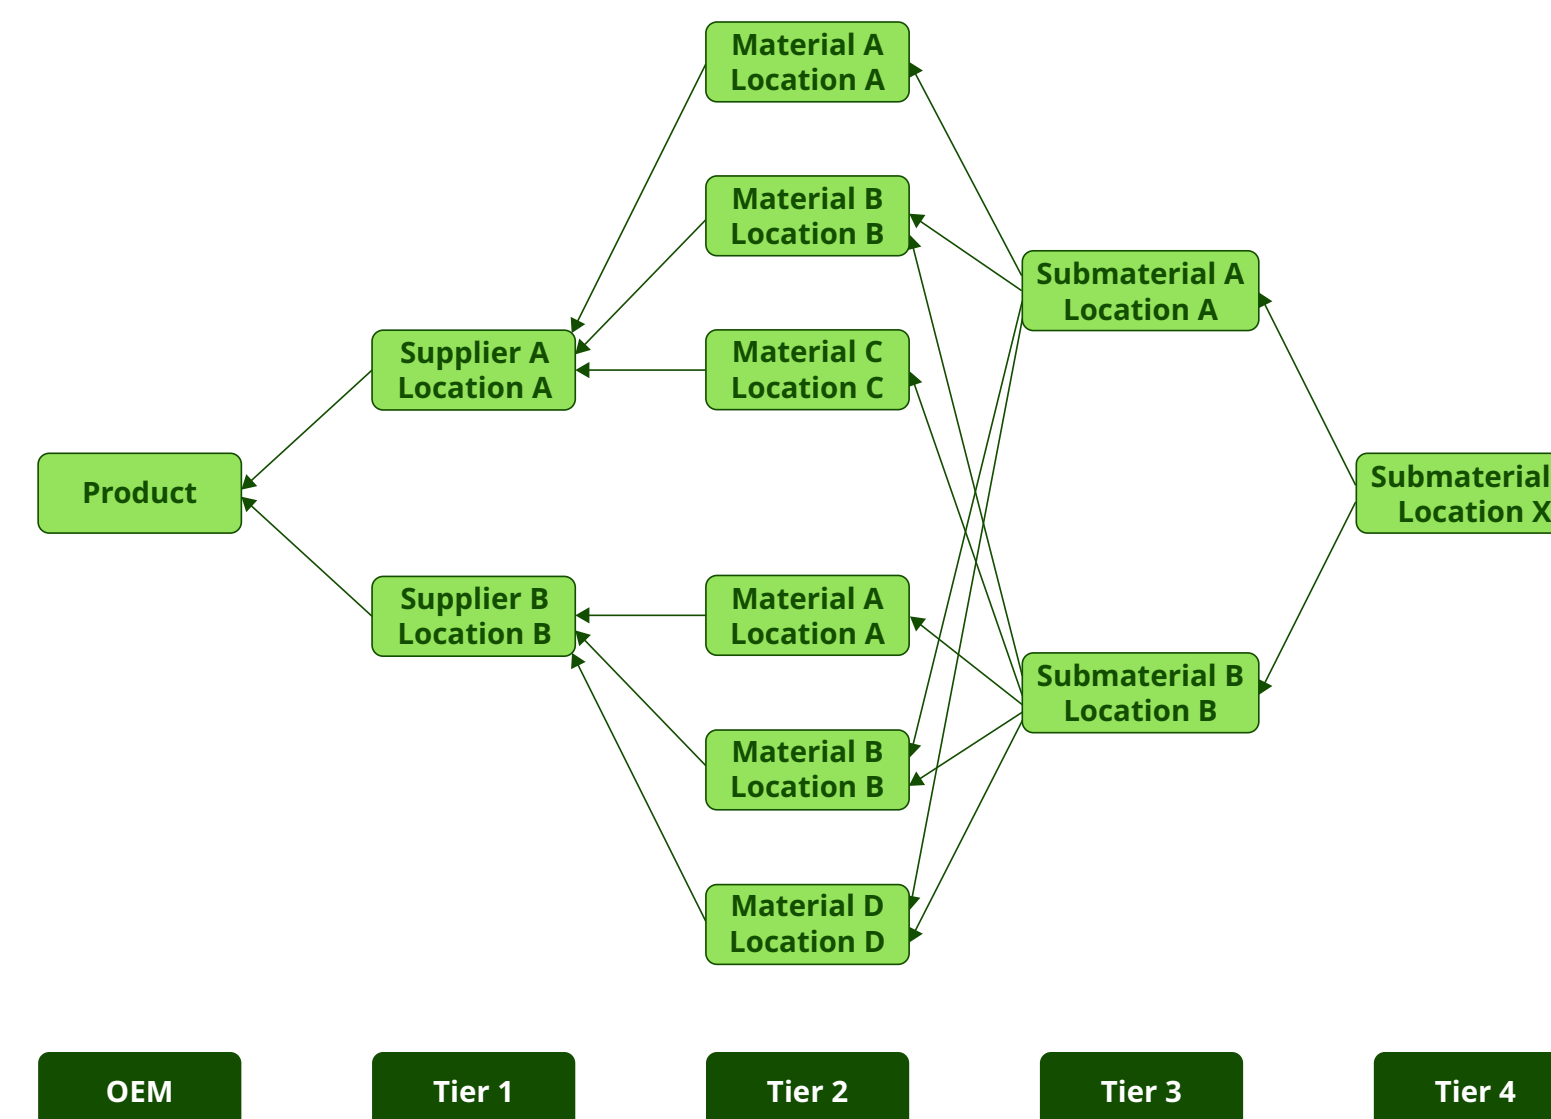 Material A
Location A
Material B
Location B
Submaterial A
Location A
Supplier A
Location A
Material C
Location C
Product
Submaterial
Location X
Supplier B
Location B
Material A
Location A
Submaterial B
Location B
Material B
Location B
Material D
Location D
OEM
Tier 1
Tier 2
Tier 3
Tier 4